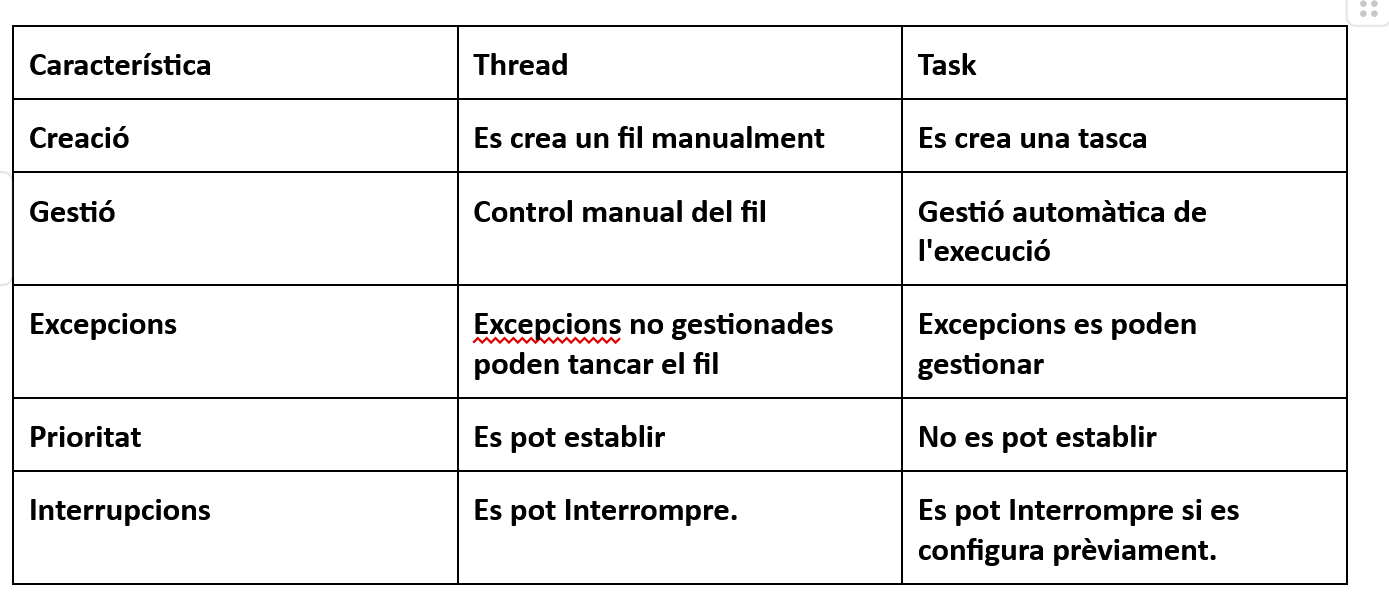 Característica Thread Task
Creació Es crea un fil manualment Es crea una tasca
Gestió Control manual del fil Gestió automàtica de
l'execució
Excepcions Excepcions no gestionades Excepcions es poden
poden tancar el fil gestionar
Prioritat Es pot establir No es pot establir
Interrupcions Es pot Interrompre. Es pot Interrompre si es
configura prèviament.